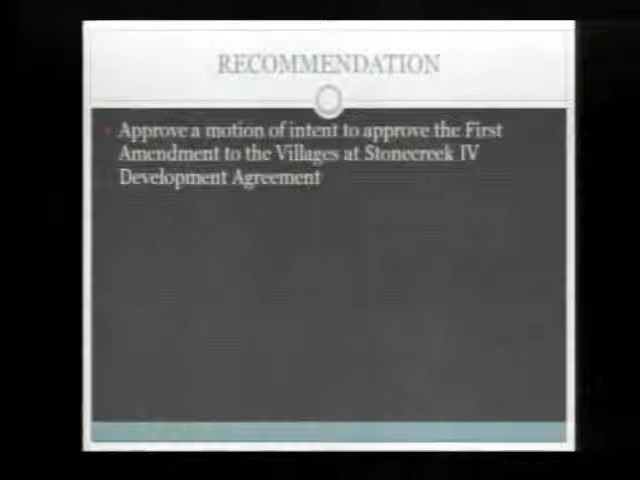 RECOMMENDATION
Approve a motion of intent to approve the First
Amendment to the Villages at Stonecreek IV
Development Agreement